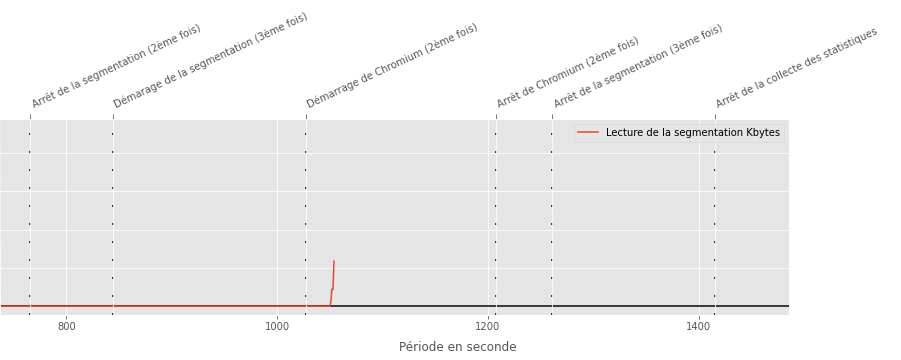 Arrêt de la segmentation (2ème fois)
Démarage de la segmentation (3ème fois)
Démarrage de Chromium (2ème fois)
Arrêt de Chromium (2ème fois)
Arrêt de la segmentation (3ème fois)
Arrêt de la collecte des statistiques
Lecture de la segmentation Kbytes
800 1000 1200 1400
Période en seconde